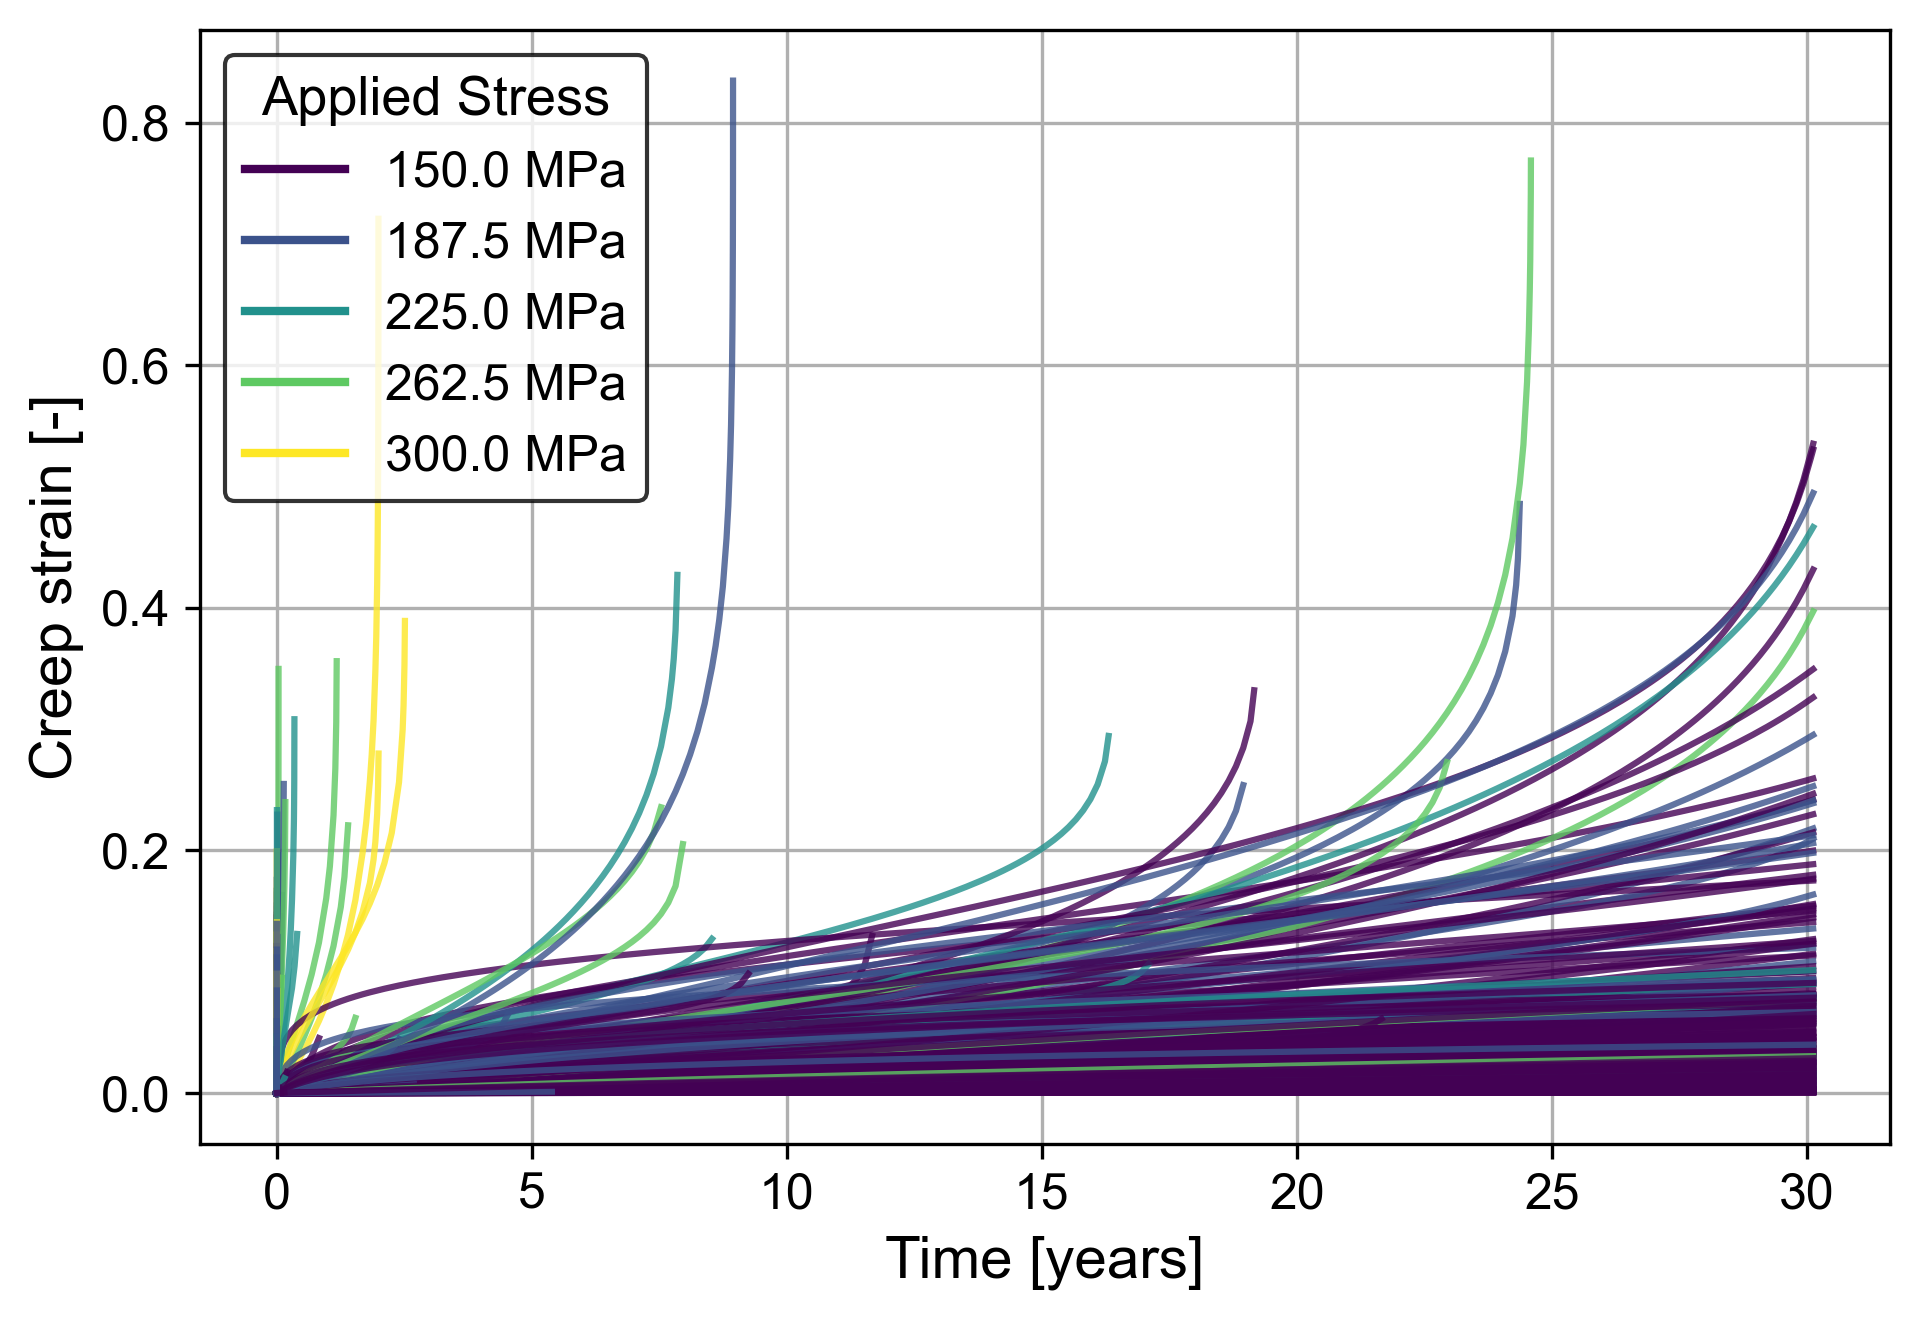 Applied Stress
150.0 MPa
187.5 MPa
225.0 MPa
262.5 MPa
300.0 MPa
Creep strain [-]
0.8
0.6
0.4
0.2
0.0
0 5 10 15 20 25 30
Time [years]